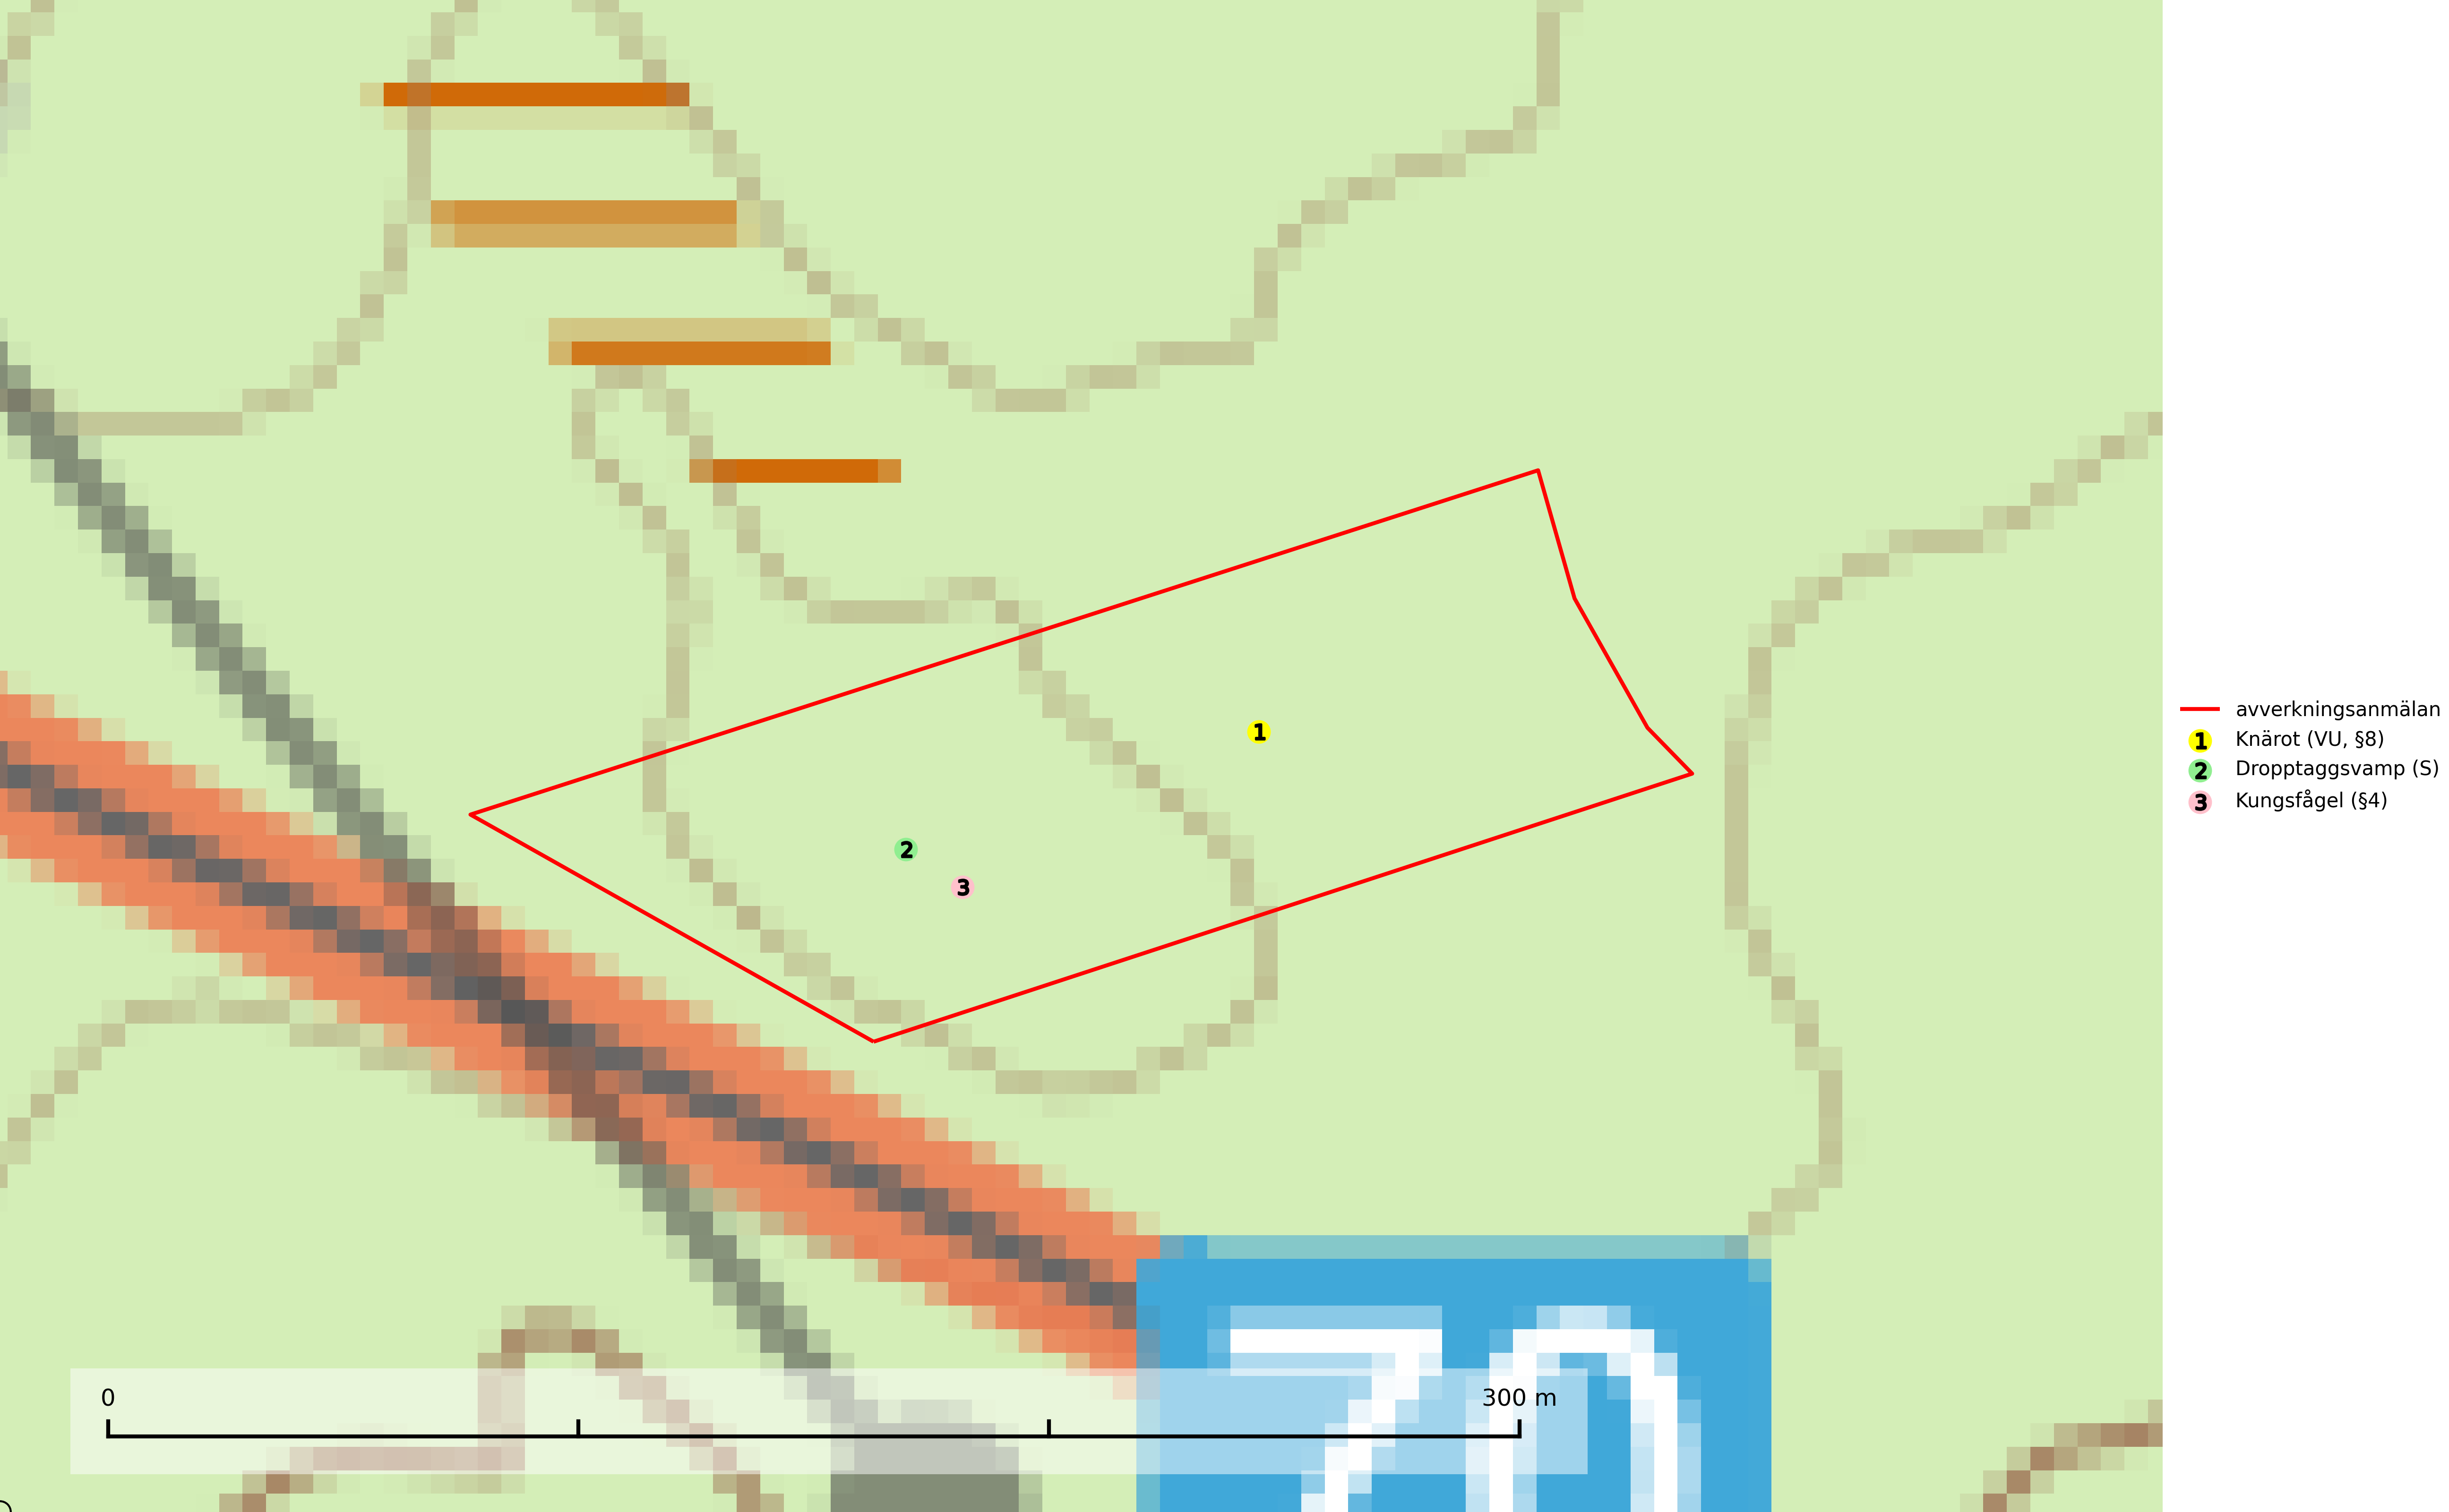 1
2
3
avverkningsanmälan
1 Knärot (VU, §8)
2 Dropptaggsvamp (S)
3 Kungsfågel (§4)
0 300 m